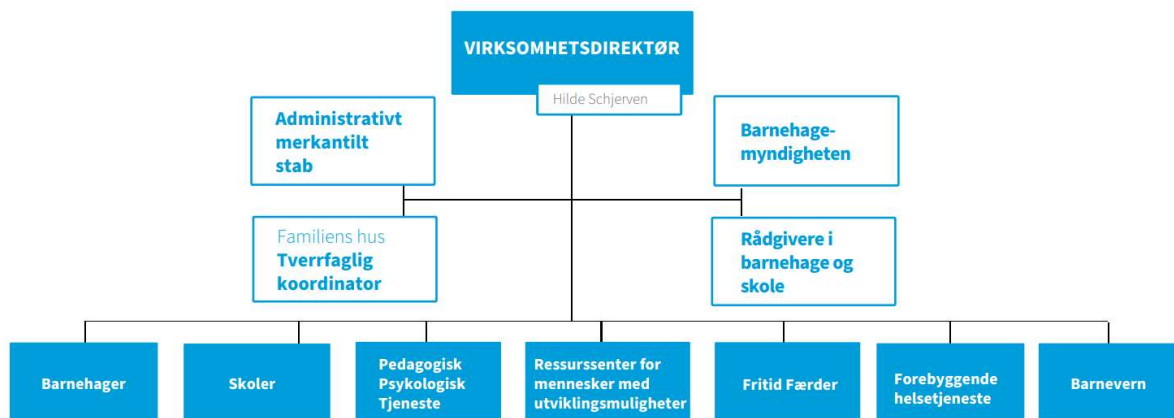 VIRKSOMHETSDIREKTØR
Hilde Schjerven
Administrativt
merkantilt
stab
Barnehage-
myndigheten
Familiens hus
Tverrfaglig
koordinator
Rådgivere i
barnehage og
skole
Barnehager
Skoler
Pedagogisk
Psykologisk
Tjeneste
Ressurssenter for
mennesker med
utviklingsmuligheter
Fritid Færder
Forebyggende
helsetjeneste
Barnevern